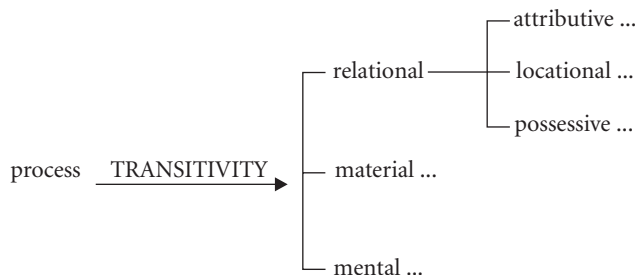 attributive ...
relational
locational ...
possessive ...
process
TRANSITIVITY
material ...
mental ...